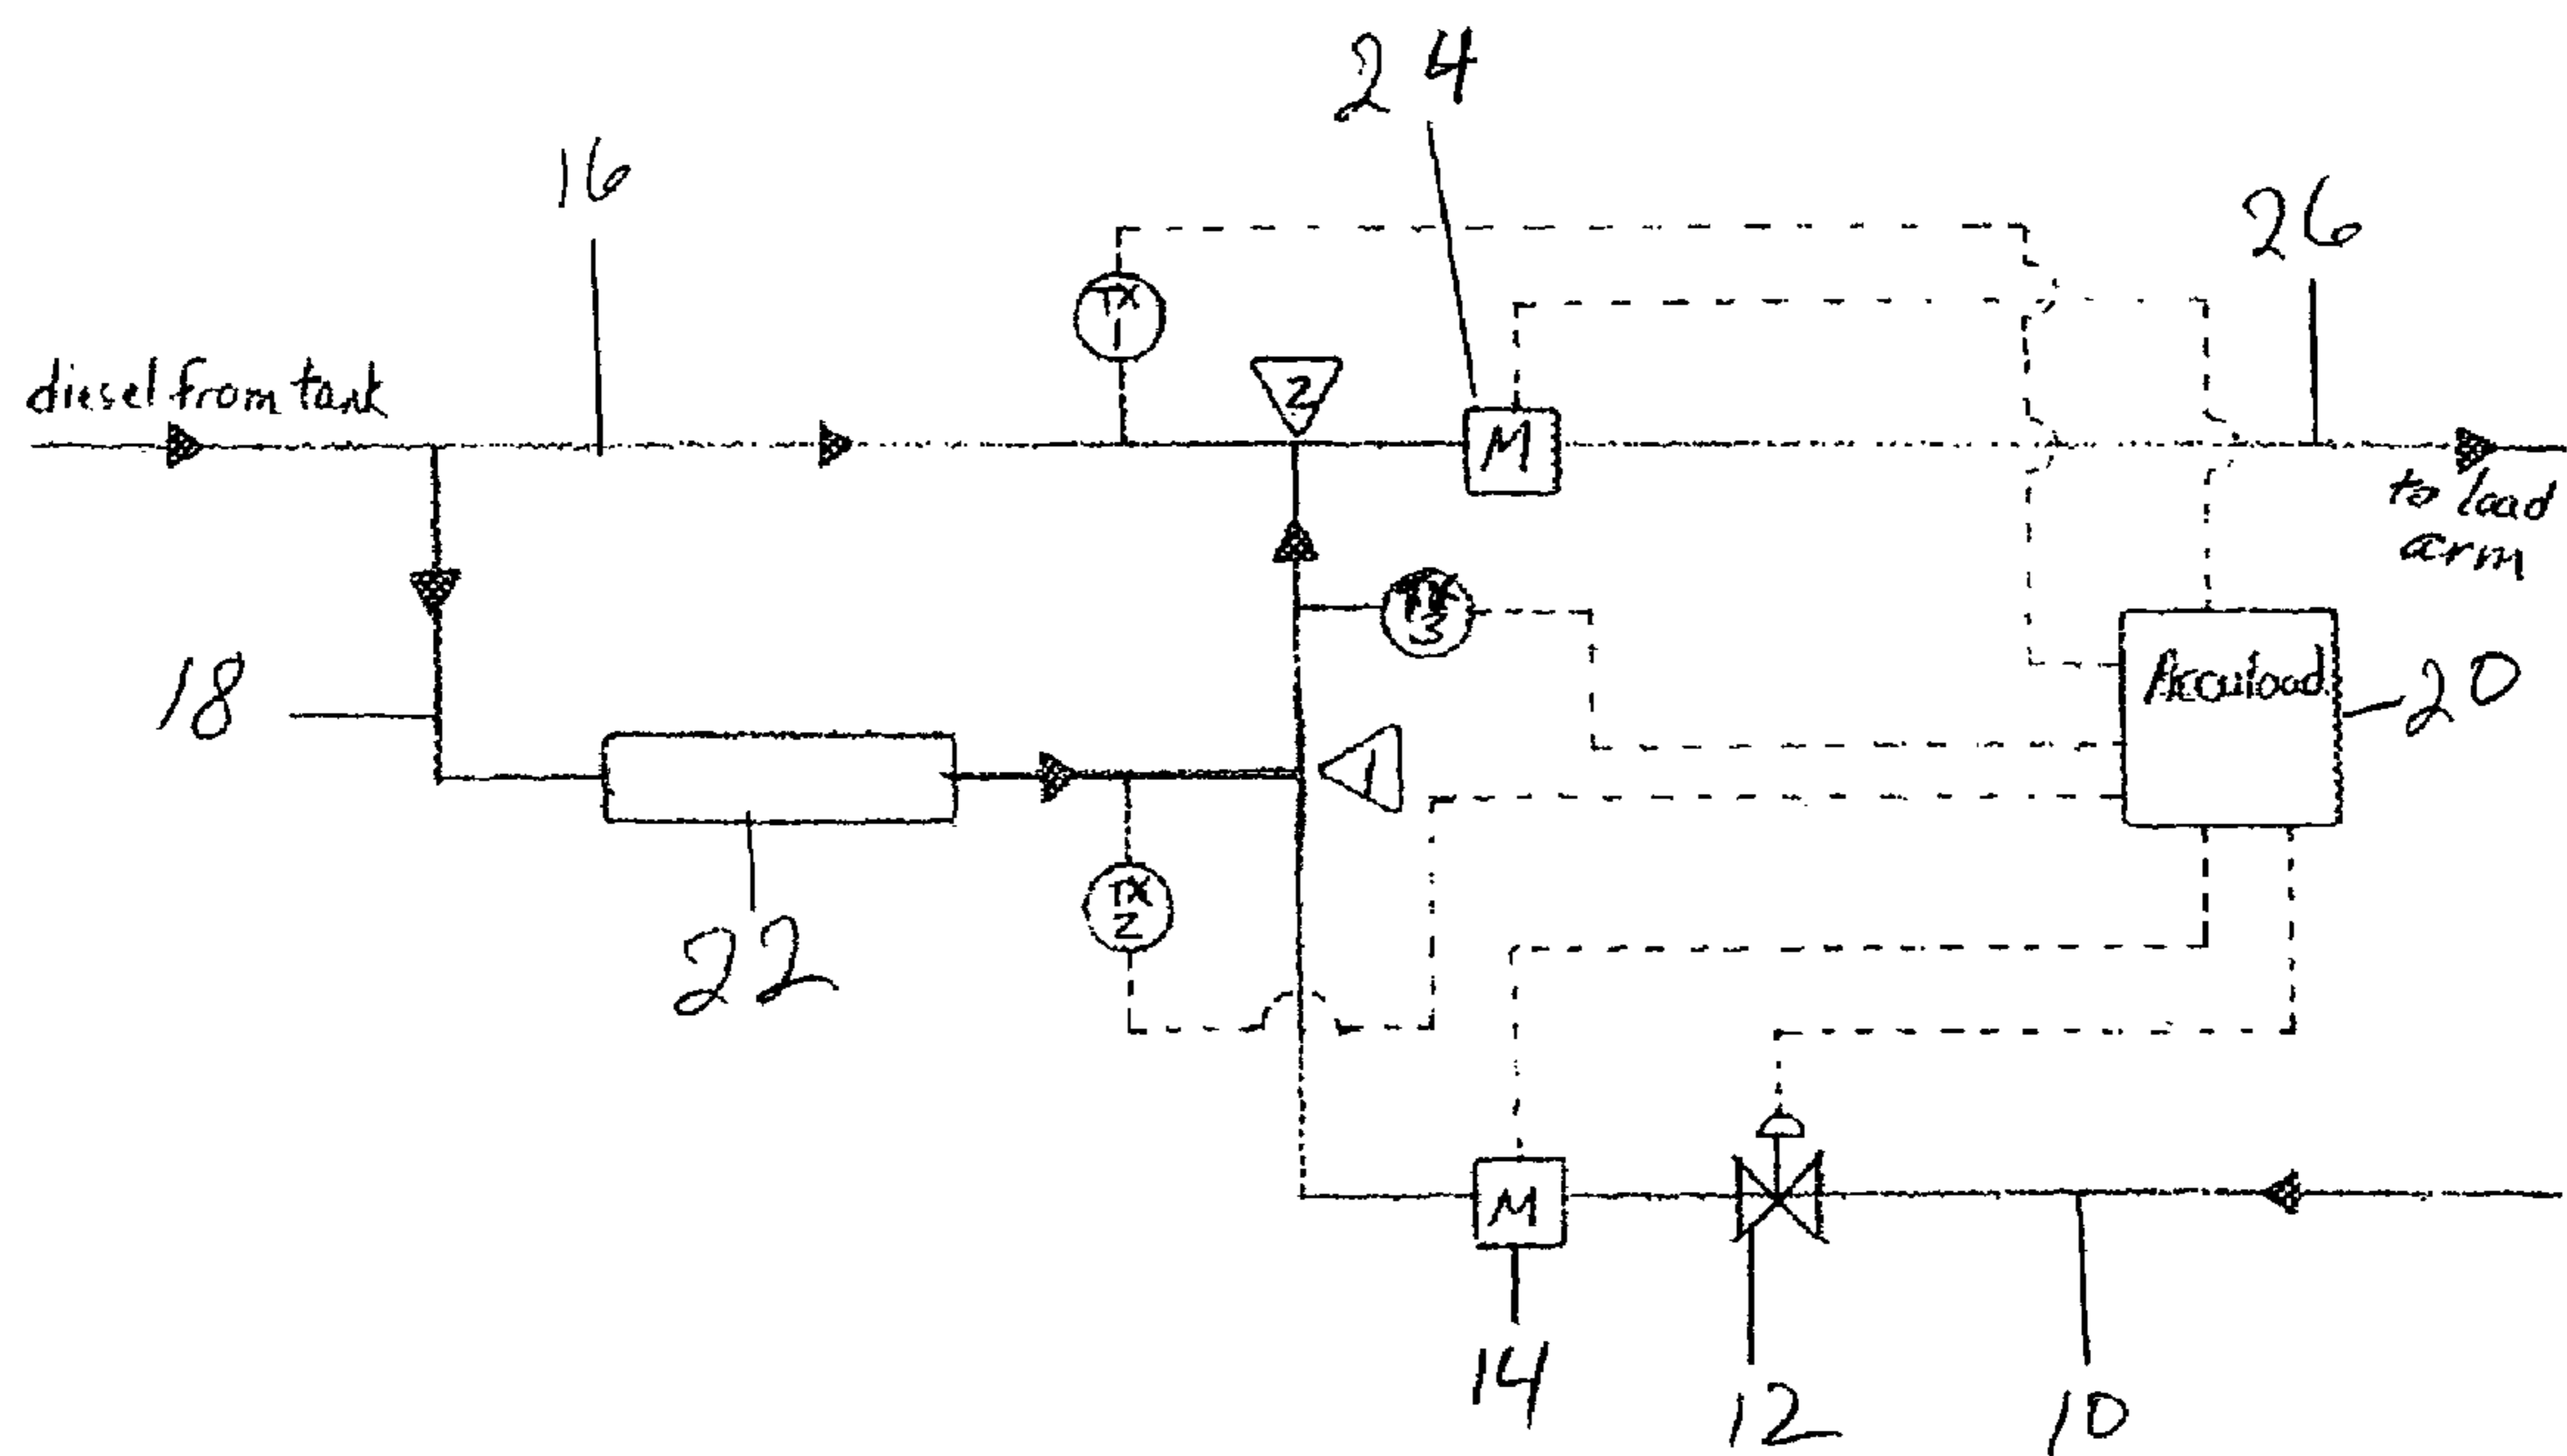 24
16
26
TX
1
diesel from tank
2
M
to load
arm
TX
3
18
Accuload
20
1
TX
2
22
M
14
12
10